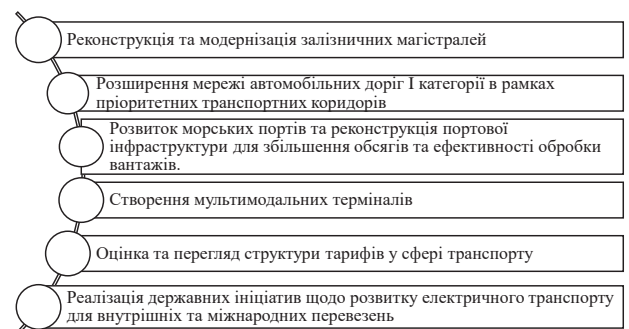 Реконструкція та модернізація залізничних магістралей
Розширення мережі автомобільних доріг І категорії в рамках
пріоритетних транспортних коридорів
Розвиток морських портів та реконструкція портової
інфраструктури для збільшення обсягів та ефективності обробки
вантажів.
Створення мультимодальних терміналів
Оцінка та перегляд структури тарифів у сфері транспорту
Реалізація державних ініціатив щодо розвитку електричного транспорту
для внутрішніх та міжнародних перевезень